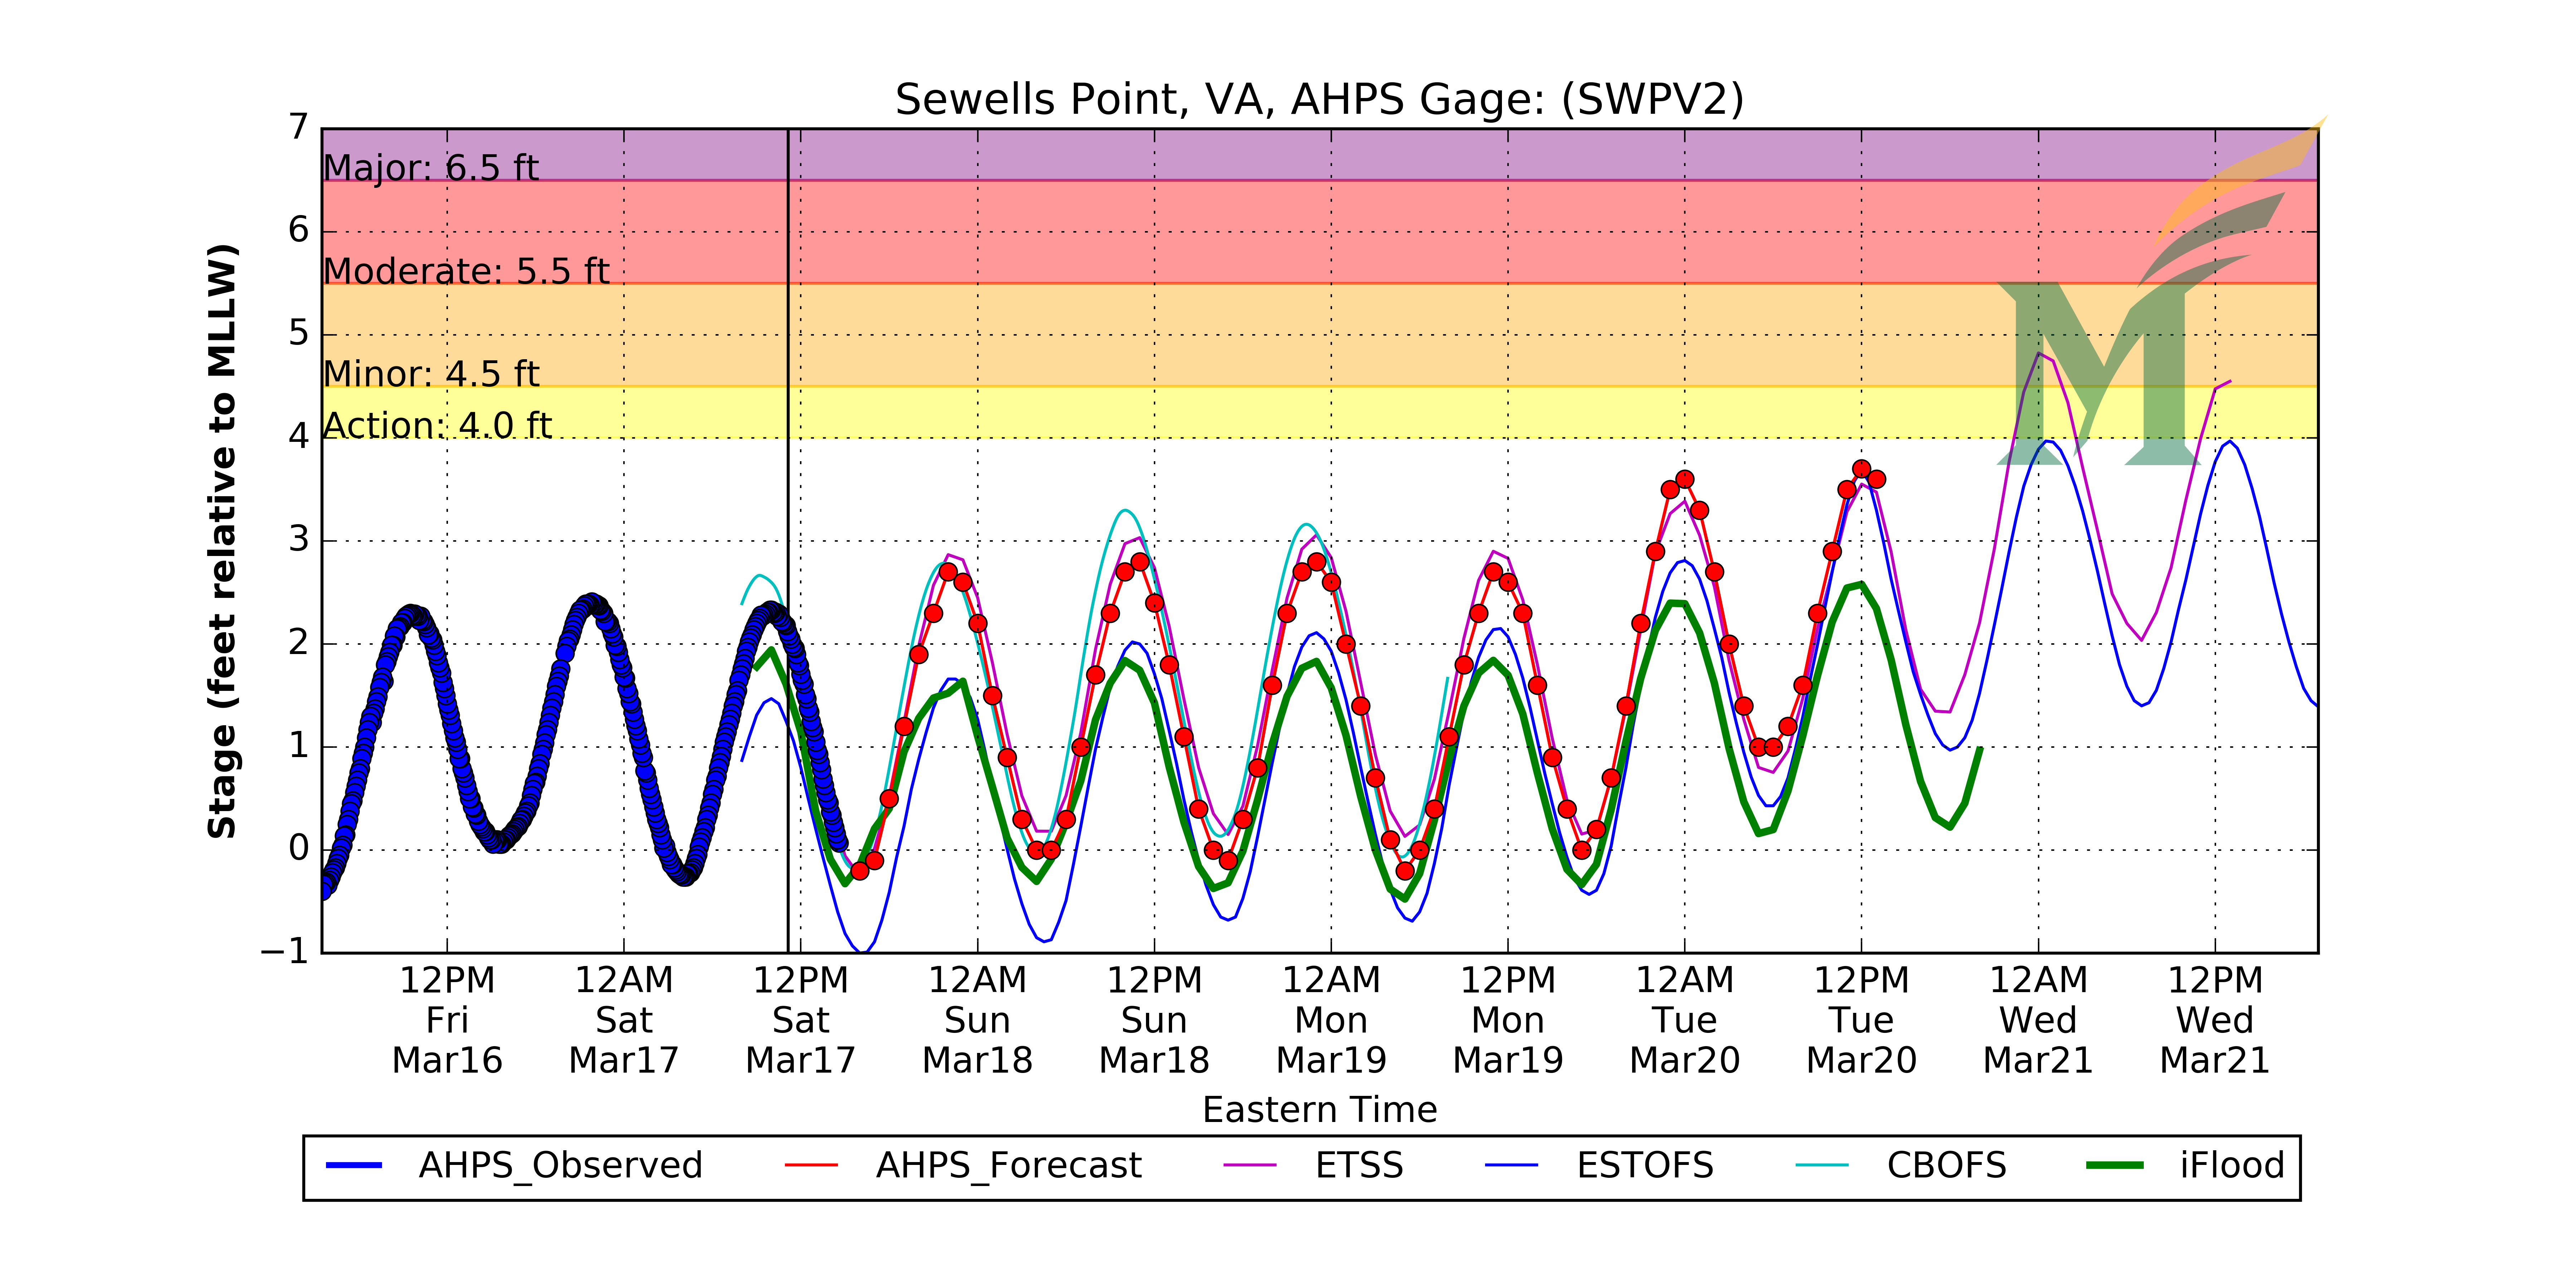 Sewells Point, VA, AHPS Gage: (SWPV2)
7
Major: 6.5 ft
6
Moderate: 5.5 ft
5
Minor: 4.5 ft
Action: 4.0 ft
4
3
2
1
0
−1
Stage (feet relative to MLLW)
12PM Fri Mar16
12AM Sat Mar17
12PM Sat Mar17
12AM Sun Mar18
12PM Sun Mar18
12AM Mon Mar19
12PM Mon Mar19
12AM Tue Mar20
12PM Tue Mar20
12AM Wed Mar21
12PM Wed Mar21
Eastern Time
AHPS_Observed AHPS_Forecast ETSS ESTOFS CBOFS iFlood
M